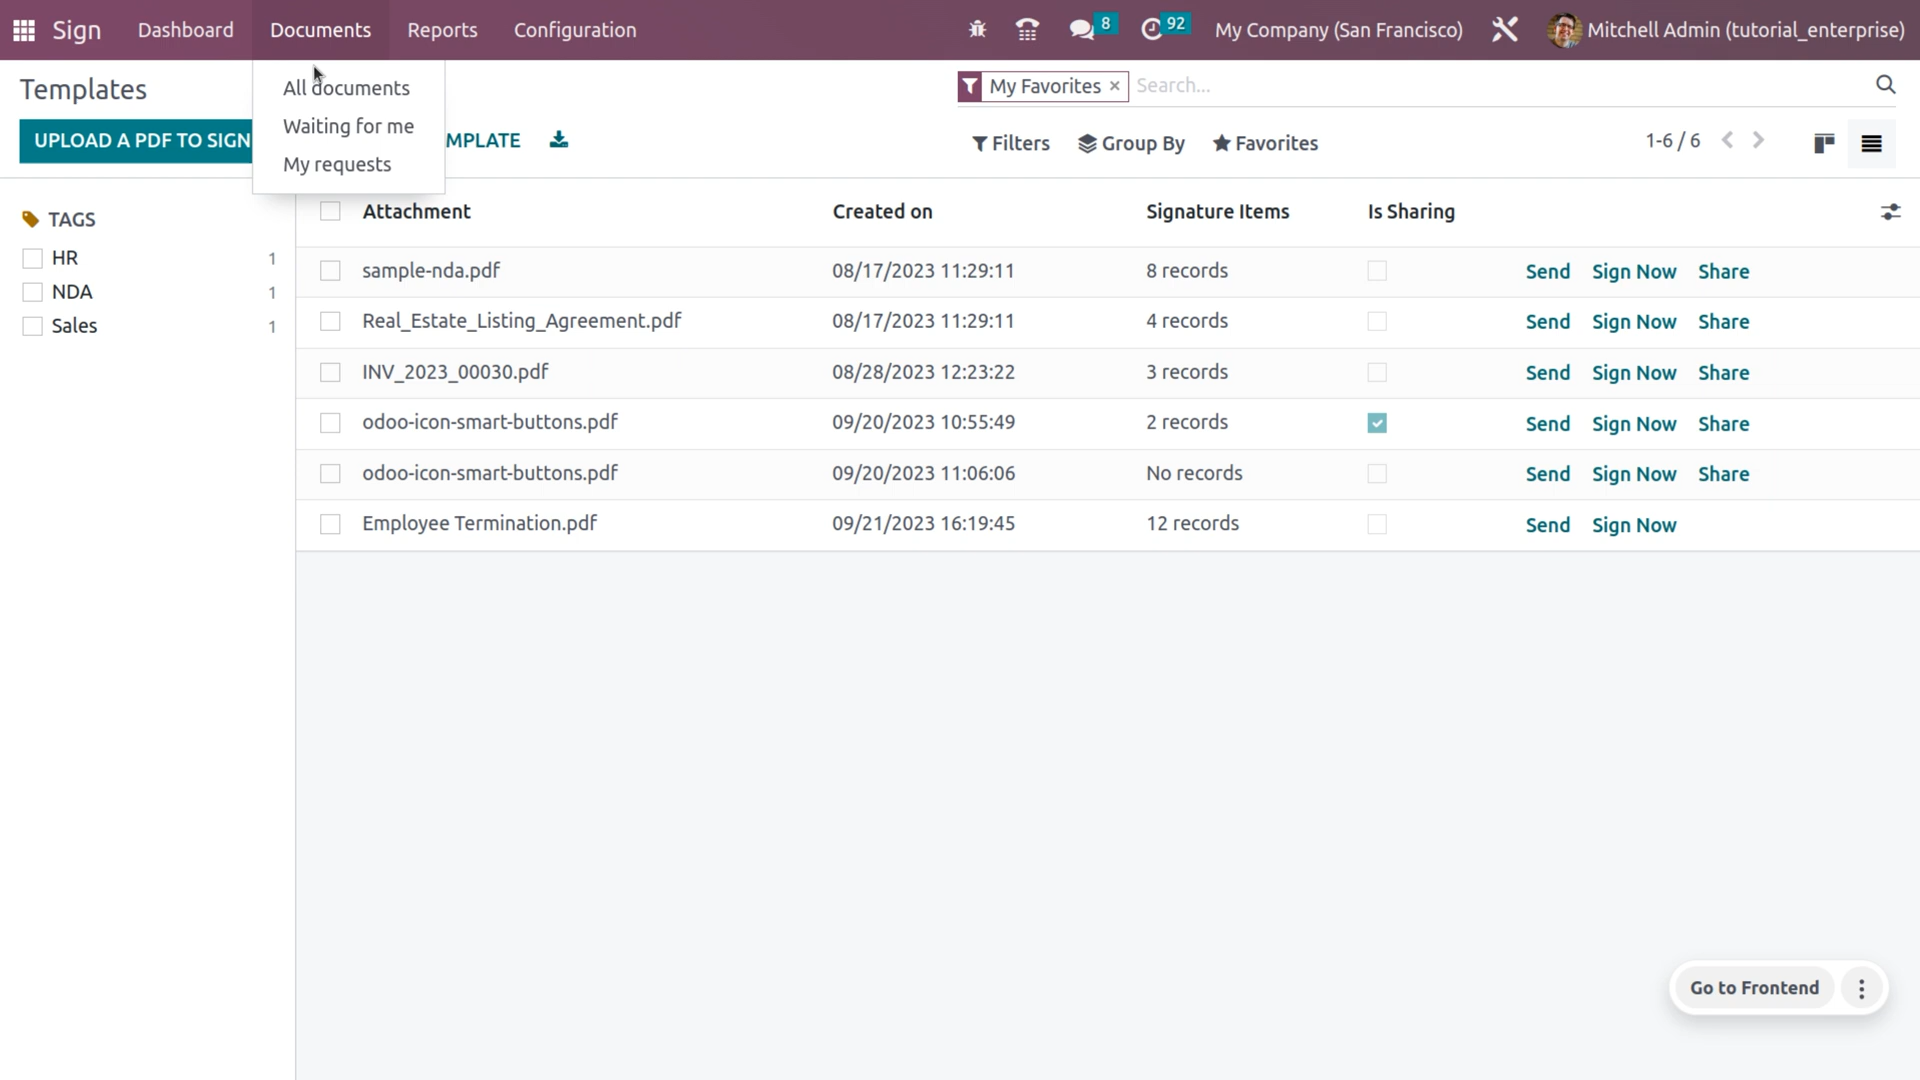 Sign Dashboard Documents Reports Configuration 8 92 My Company (San Francisco) Mitchell Admin (tutorial_enterprise)
All documents
Waiting for me
My requests
Templates
My Favorites × Search...
UPLOAD A PDF TO SIGN MPLATE
Filters Group By Favorites 1-6 / 6
TAGS
HR 1
NDA 1
Sales 1
Attachment Created on Signature Items Is Sharing
sample-nda.pdf 08/17/2023 11:29:11 8 records Send Sign Now Share
Real_Estate_Listing_Agreement.pdf 08/17/2023 11:29:11 4 records Send Sign Now Share
INV_2023_00030.pdf 08/28/2023 12:23:22 3 records Send Sign Now Share
odoo-icon-smart-buttons.pdf 09/20/2023 10:55:49 2 records Send Sign Now Share
odoo-icon-smart-buttons.pdf 09/20/2023 11:06:06 No records Send Sign Now Share
Employee Termination.pdf 09/21/2023 16:19:45 12 records Send Sign Now
Go to Frontend